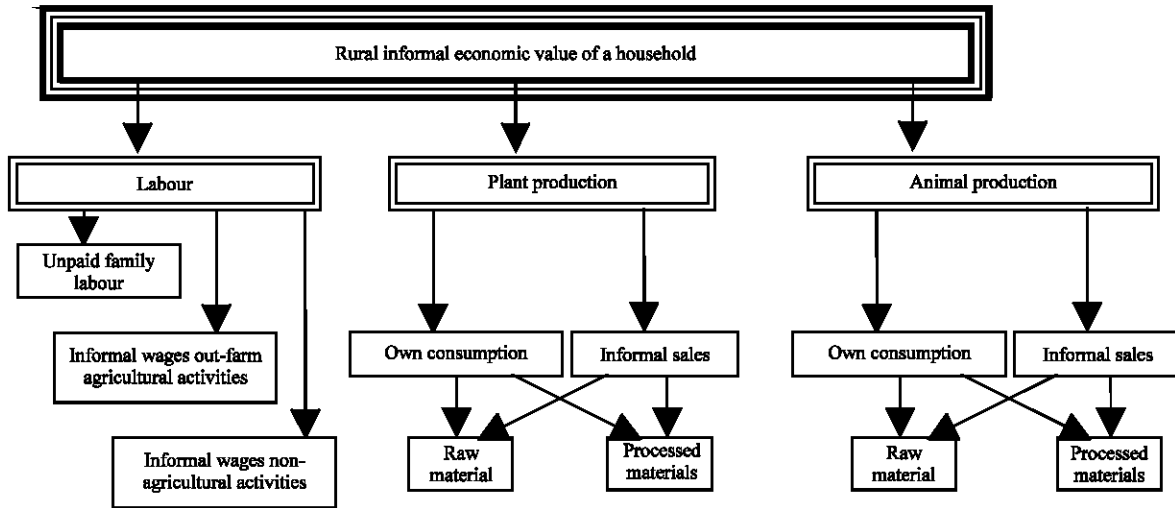 Rural informal economic value of a household
Labour
Plant production
Animal production
Unpaid family
labour
Informal wages out-farm
agricultural activities
Informal wages non-
agricultural activities
Own consumption
Informal sales
Own consumption
Informal sales
Raw
material
Processed
materials
Raw
material
Processed
materials